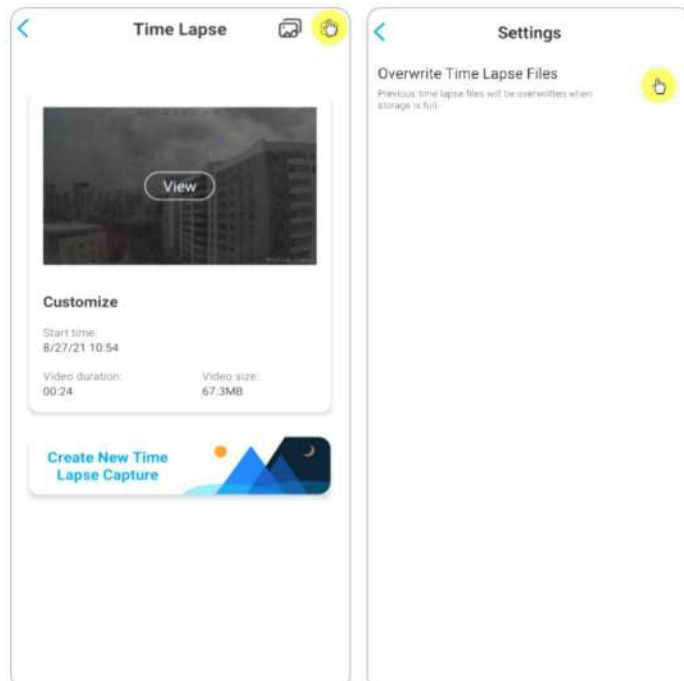 Time Lapse
View
Customize
Start time:
8/27/21 10:54
Video duration:
00:24
Video size:
67.3MB
Create New Time
Lapse Capture
Settings
Overwrite Time Lapse Files
Previous time lapse files will be overwritten when
storage is full.